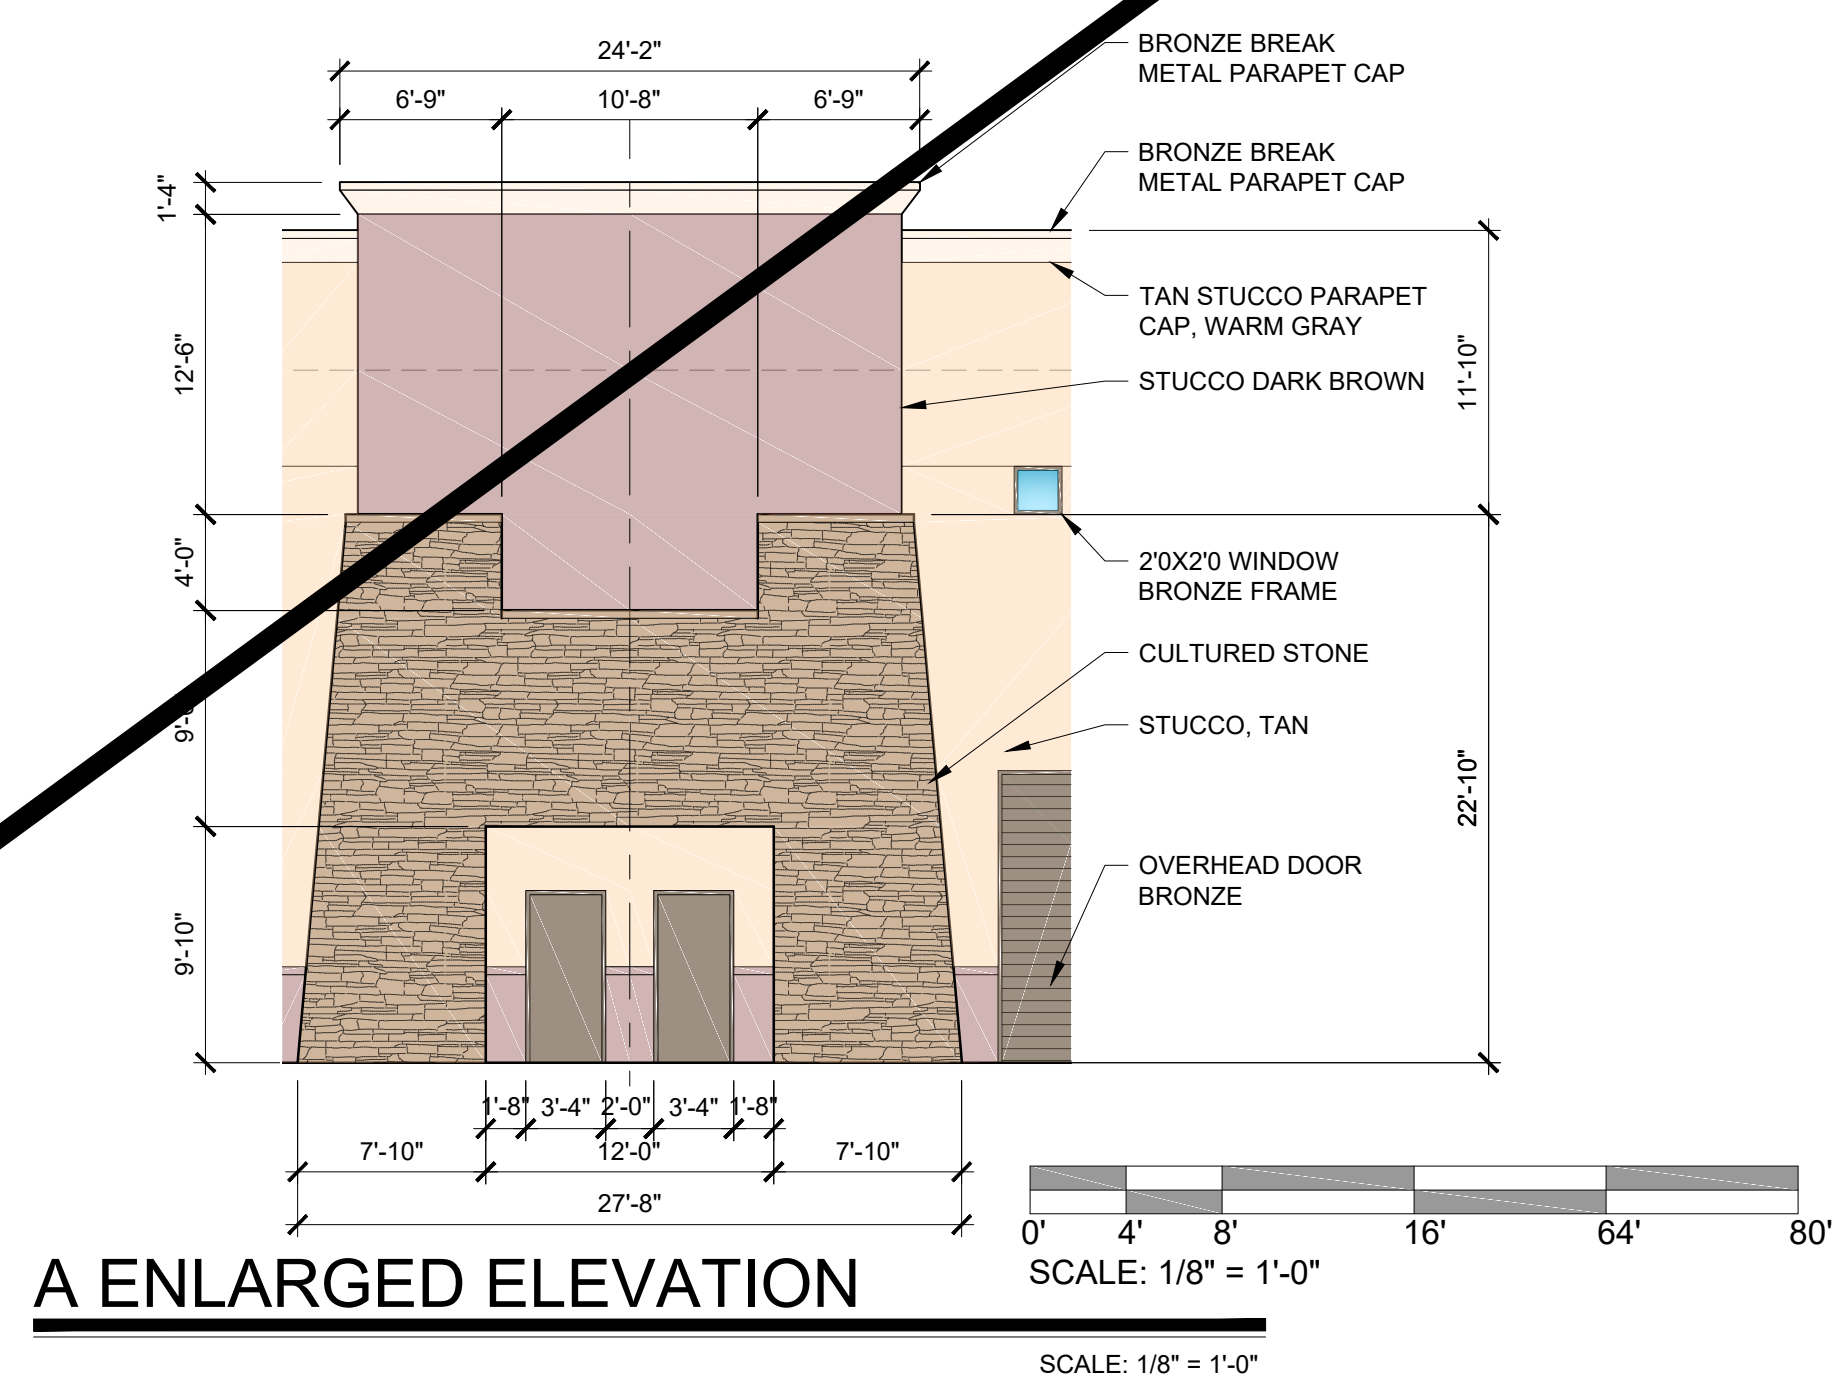 24'-2"
6'-9" 10'-8" 6'-9"
BRONZE BREAK
METAL PARAPET CAP
BRONZE BREAK
METAL PARAPET CAP
1'-4"
TAN STUCCO PARAPET
CAP, WARM GRAY
12'-6"
11'-10"
STUCCO DARK BROWN
4'-0"
2'0X2'0 WINDOW
BRONZE FRAME
CULTURED STONE
STUCCO, TAN
22'-10"
OVERHEAD DOOR
BRONZE
9'-10"
1'-8" 3'-4" 2'-0" 3'-4" 1'-8"
7'-10" 12'-0" 7'-10"
27'-8"
0' 4' 8' 16' 64' 80'
SCALE: 1/8" = 1'-0"
A ENLARGED ELEVATION
SCALE: 1/8" = 1'-0"